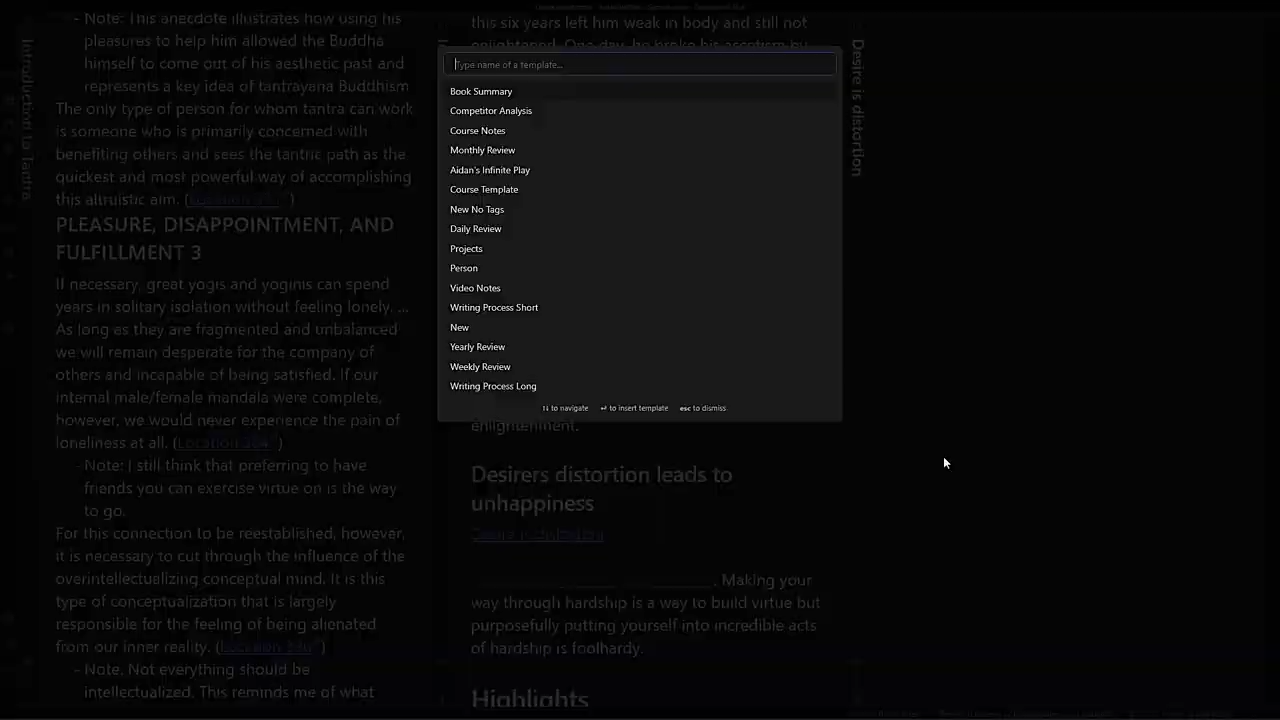 - Note: This anecdote illustrates how using his
pleasures to help him allowed the Buddha
himself to come out of his aesthetic past and
represents a key idea of tantrayana Buddhism
The only type of person for whom tantra can work
is someone who is primarily concerned with
benefiting others and sees the tantric path as the
quickest and most powerful way of accomplishing
this altruistic aim. (
PLEASURE, DISAPPOINTMENT, AND
FULFILLMENT 3
If necessary, great yogis and yoginis can spend
years in solitary isolation without feeling lonely. ...
As long as they are fragmented and unbalanced
we will remain desperate for the company of
others and incapable of being satisfied. If our
internal male/female mandala were complete,
however, we would never experience the pain of
loneliness at all. (
- Note: I still think that preferring to have
friends you can exercise virtue on is the way
to go.
For this connection to be reestablished, however,
it is necessary to cut through the influence of the
overintellectualizing conceptual mind. It is this
type of conceptualization that is largely
responsible for the feeling of being alienated
from our inner reality. (
- Note. Not everything should be
intellectualized. This reminds me of what
Introduction to Tantra
this six years left him weak in body and still not
enlightened. One day, he broke his asceticism by
Type name of a template...
Book Summary
Competitor Analysis
Course Notes
Monthly Review
Aidan's Infinite Play
Course Template
New No Tags
Daily Review
Projects
Person
Video Notes
Writing Process Short
New
Yearly Review
Weekly Review
Writing Process Long
↑↓ to navigate ↵ to insert template esc to dismiss
enlightenment.
Desirers distortion leads to
unhappiness
. Making your
way through hardship is a way to build virtue but
purposefully putting yourself into incredible acts
of hardship is foolhardy.
Highlights
Desire is distortion